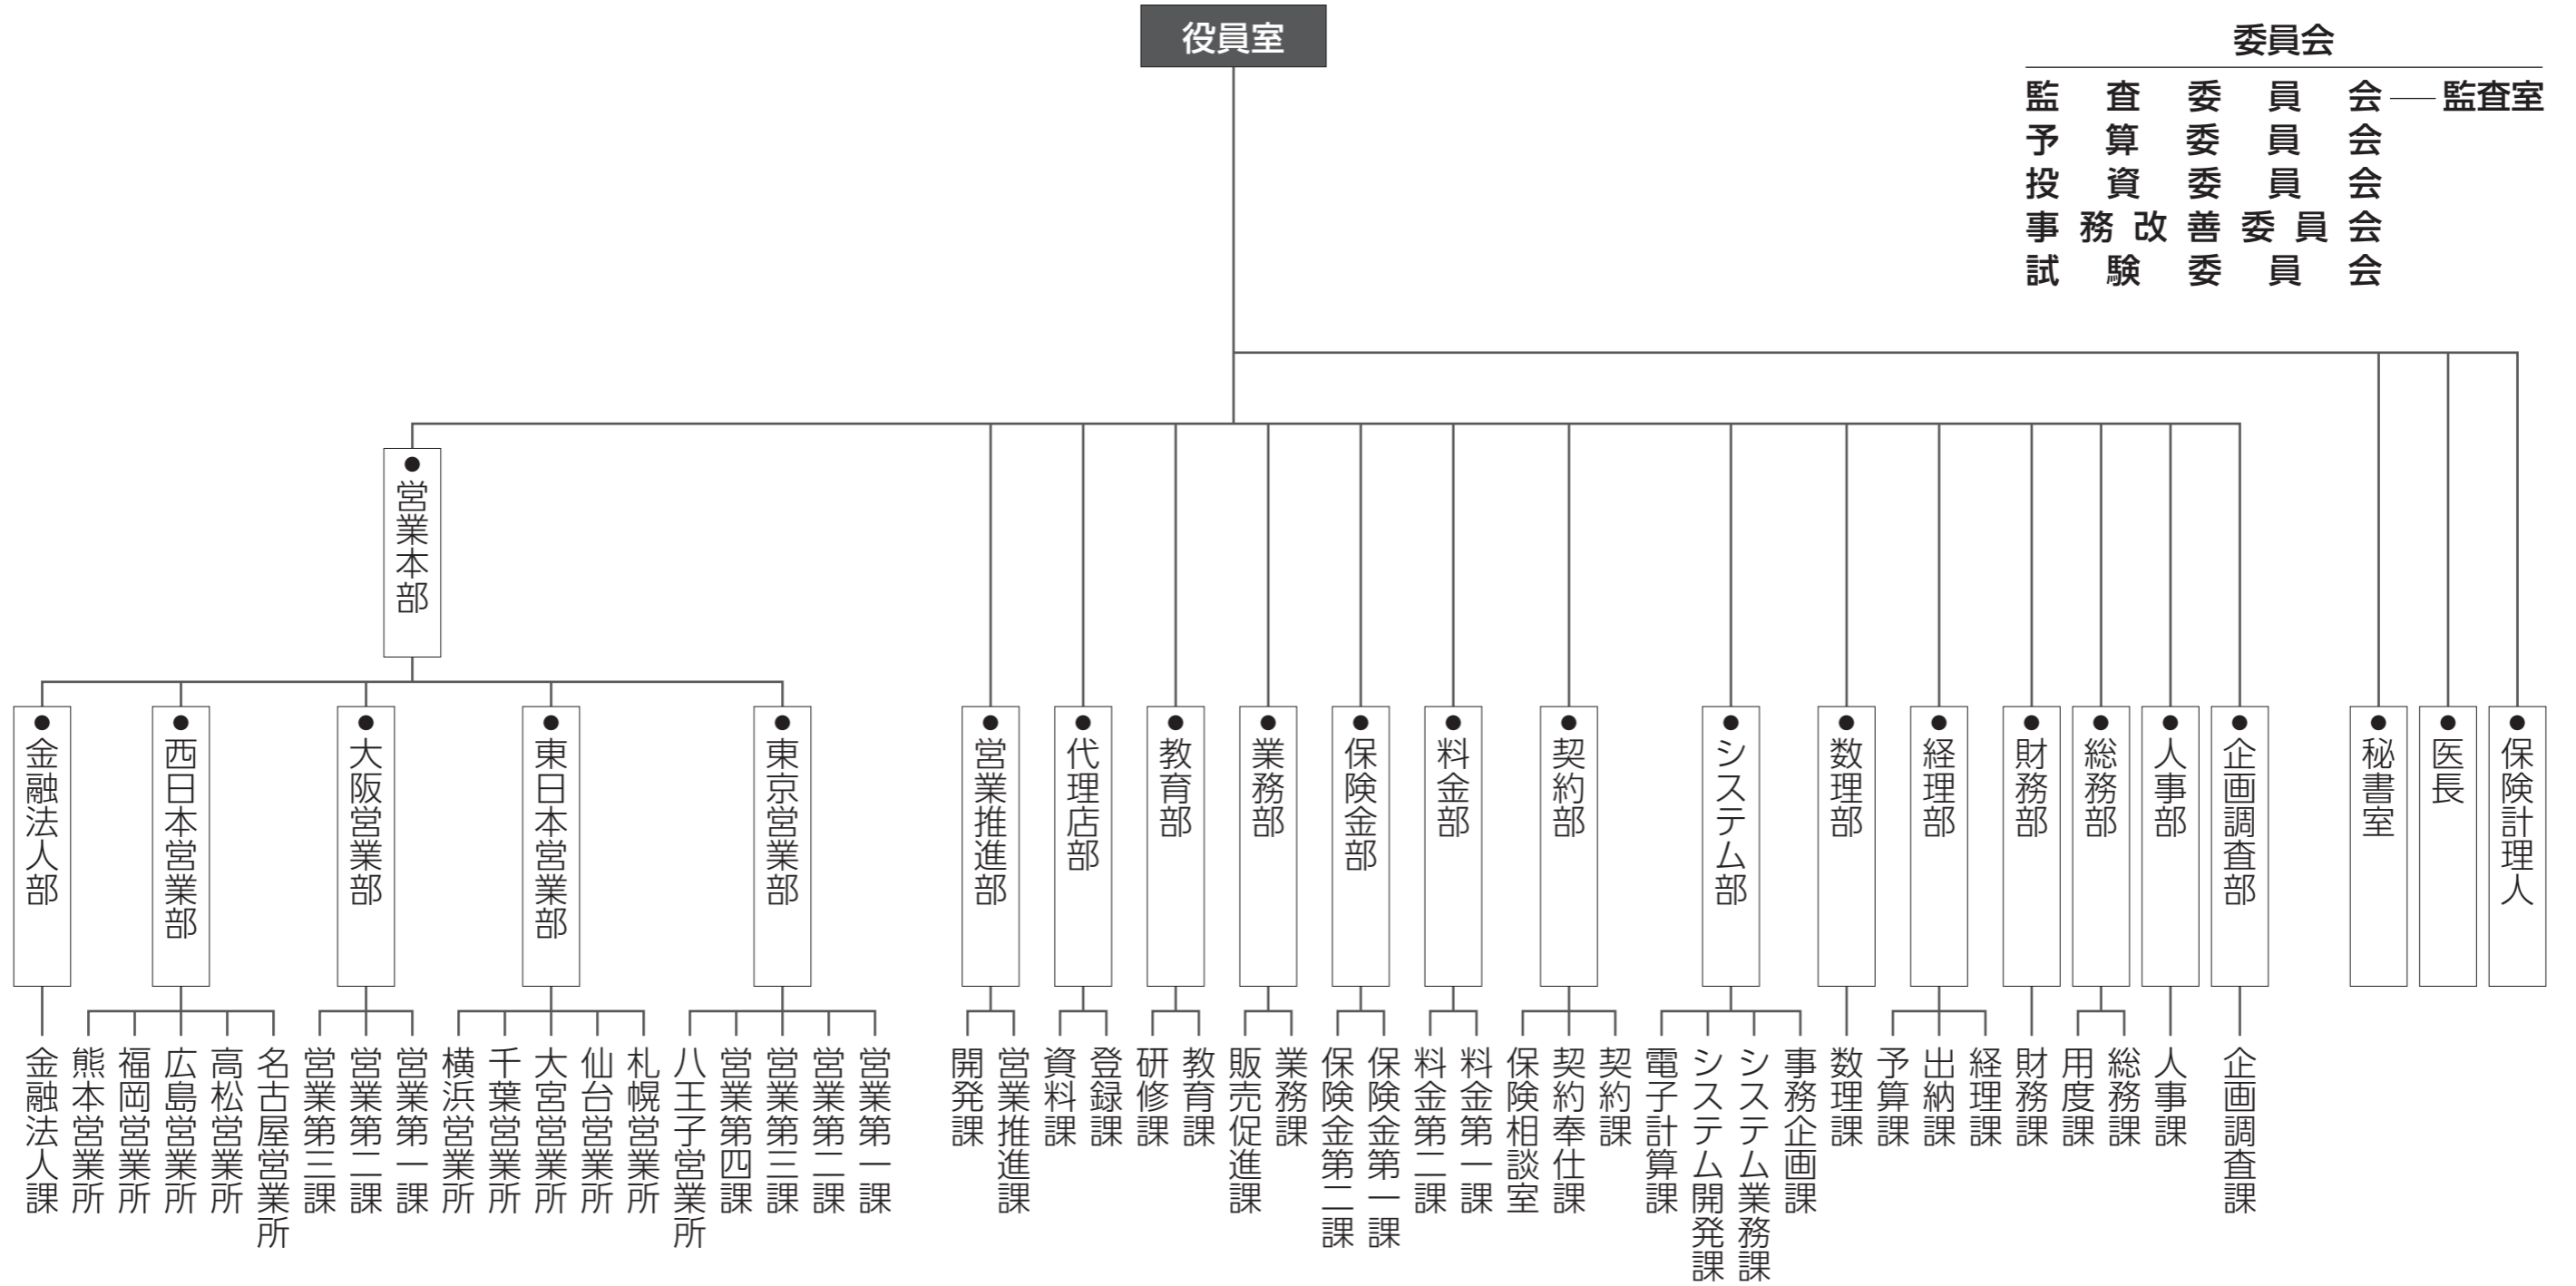 役員室
委員会
監査委員会 ― 監査室
予算委員会
投資委員会
事務改善委員会
試験委員会
営業本部
金融法人部
西日本営業部
大阪営業部
東日本営業部
東京営業部
●営業推進部
●代理店部
●教育部
●業務部
●保険金部
●料金部
●契約部
●システム部
●数理部
●経理部
●財務部
●総務部
●人事部
●企画調査部
●秘書室
●医長
●保険計理人
金融法人課
熊本営業所
福岡営業所
広島営業所
高松営業所
名古屋営業所
営業第三課
営業第二課
営業第一課
横浜営業所
千葉営業所
大宮営業所
仙台営業所
札幌営業所
八王子営業所
営業第四課
営業第三課
営業第二課
営業第一課
開発課
営業推進課
資料課
登録課
研修課
教育課
販売促進課
業務課
保険金第二課
保険金第一課
料金第二課
料金第一課
保険相談室
契約奉仕課
契約課
電子計算課
システム開発課
システム業務課
事務企画課
数理課
予算課
出納課
経理課
財務課
用度課
総務課
人事課
企画調査課